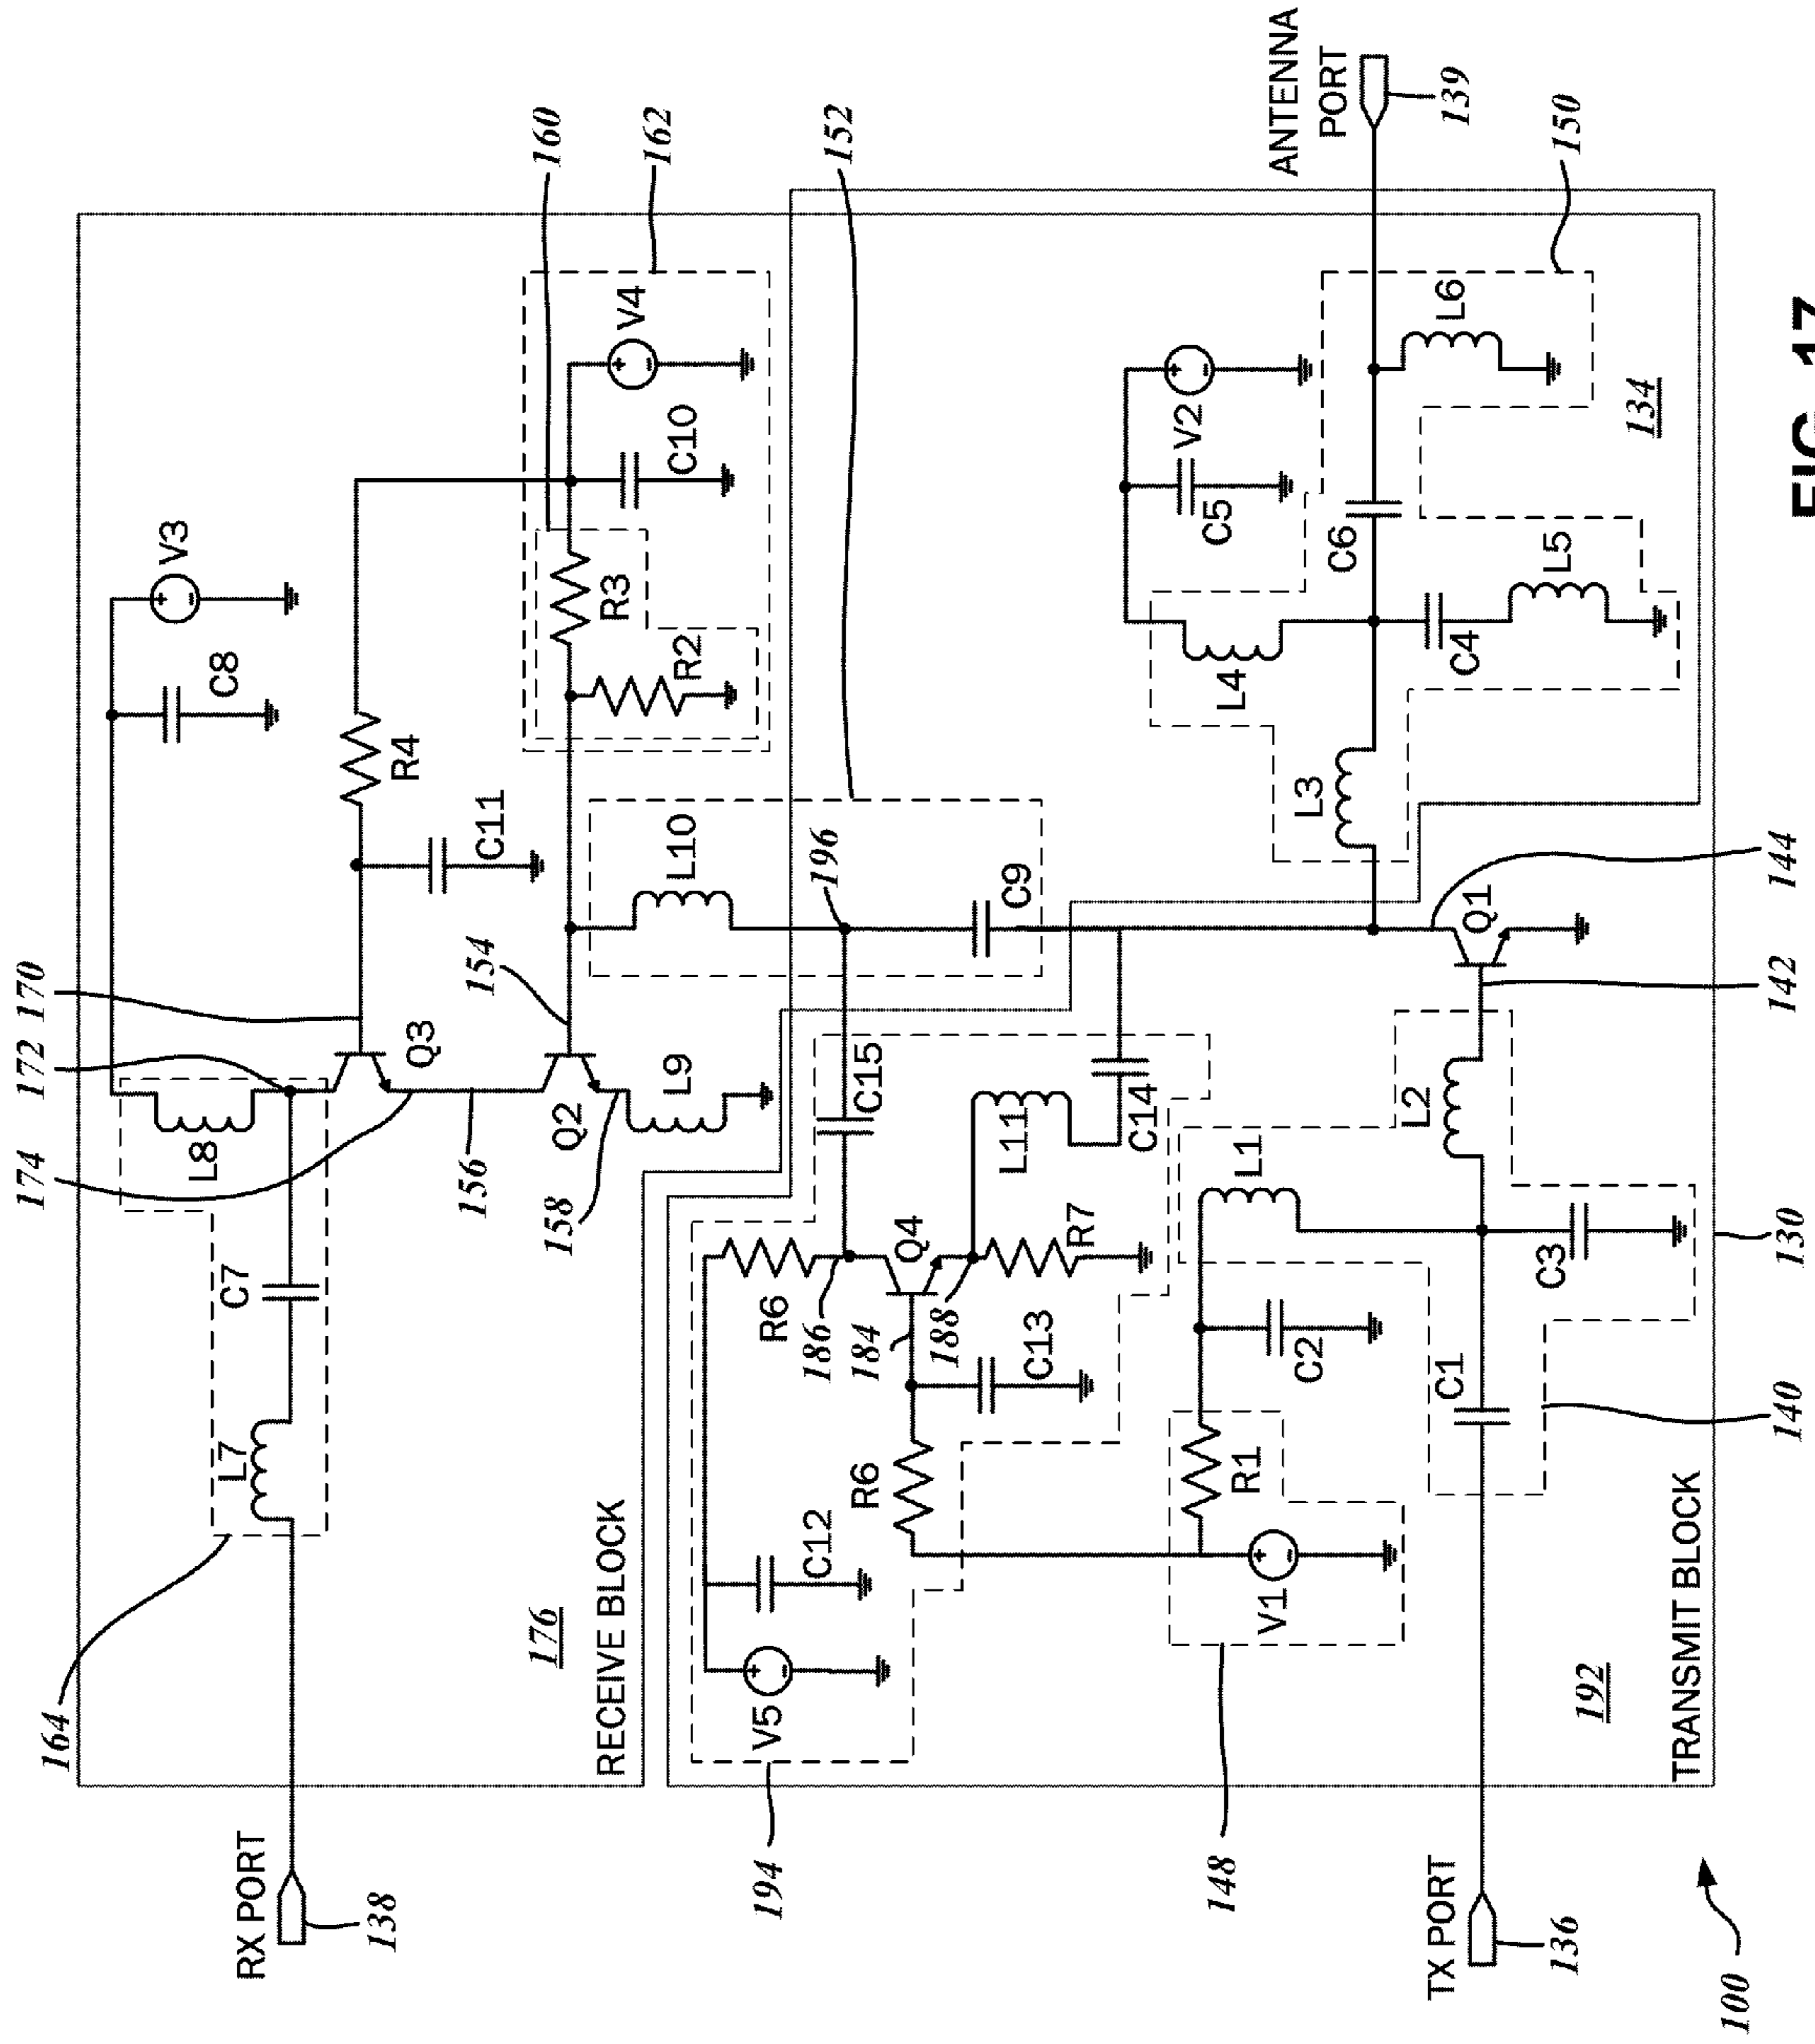 FIG. 17
RX PORT
138
164
L7
C7
L8
172
170
174
Q3
156
154
Q2
158
L9
C8
V3
R4
C11
160
162
152
V4
C10
R3
R2
L10
196
C9
176
RECEIVE BLOCK
194
V5
C12
R6
R6
186
184
188
Q4
R7
C13
C15
L11
C14
148
V1
R1
C2
L1
L2
C1
C3
140
130
142
144
Q1
192
TRANSMIT BLOCK
TX PORT
136
100
L3
L4
C4
L5
C5
V2
C6
L6
134
150
ANTENNA
PORT
139